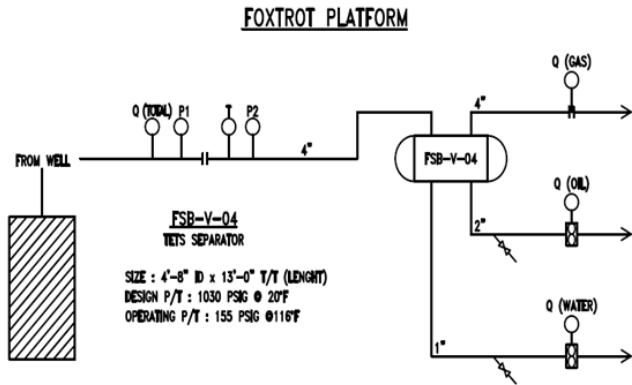 FOXTROT PLATFORM
Q (GAS)
Q (TOTAL) P1 T P2
4"
4"
FROM WELL
FSB-V-04
Q (OIL)
2"
FSB-V-04
TETS SEPARATOR
SIZE : 4'-8" ID x 13'-0" T/T (LENGHT)
DESIGN P/T : 1030 PSIG @ 20°F
OPERATING P/T : 155 PSIG @116°F
Q (WATER)
1"